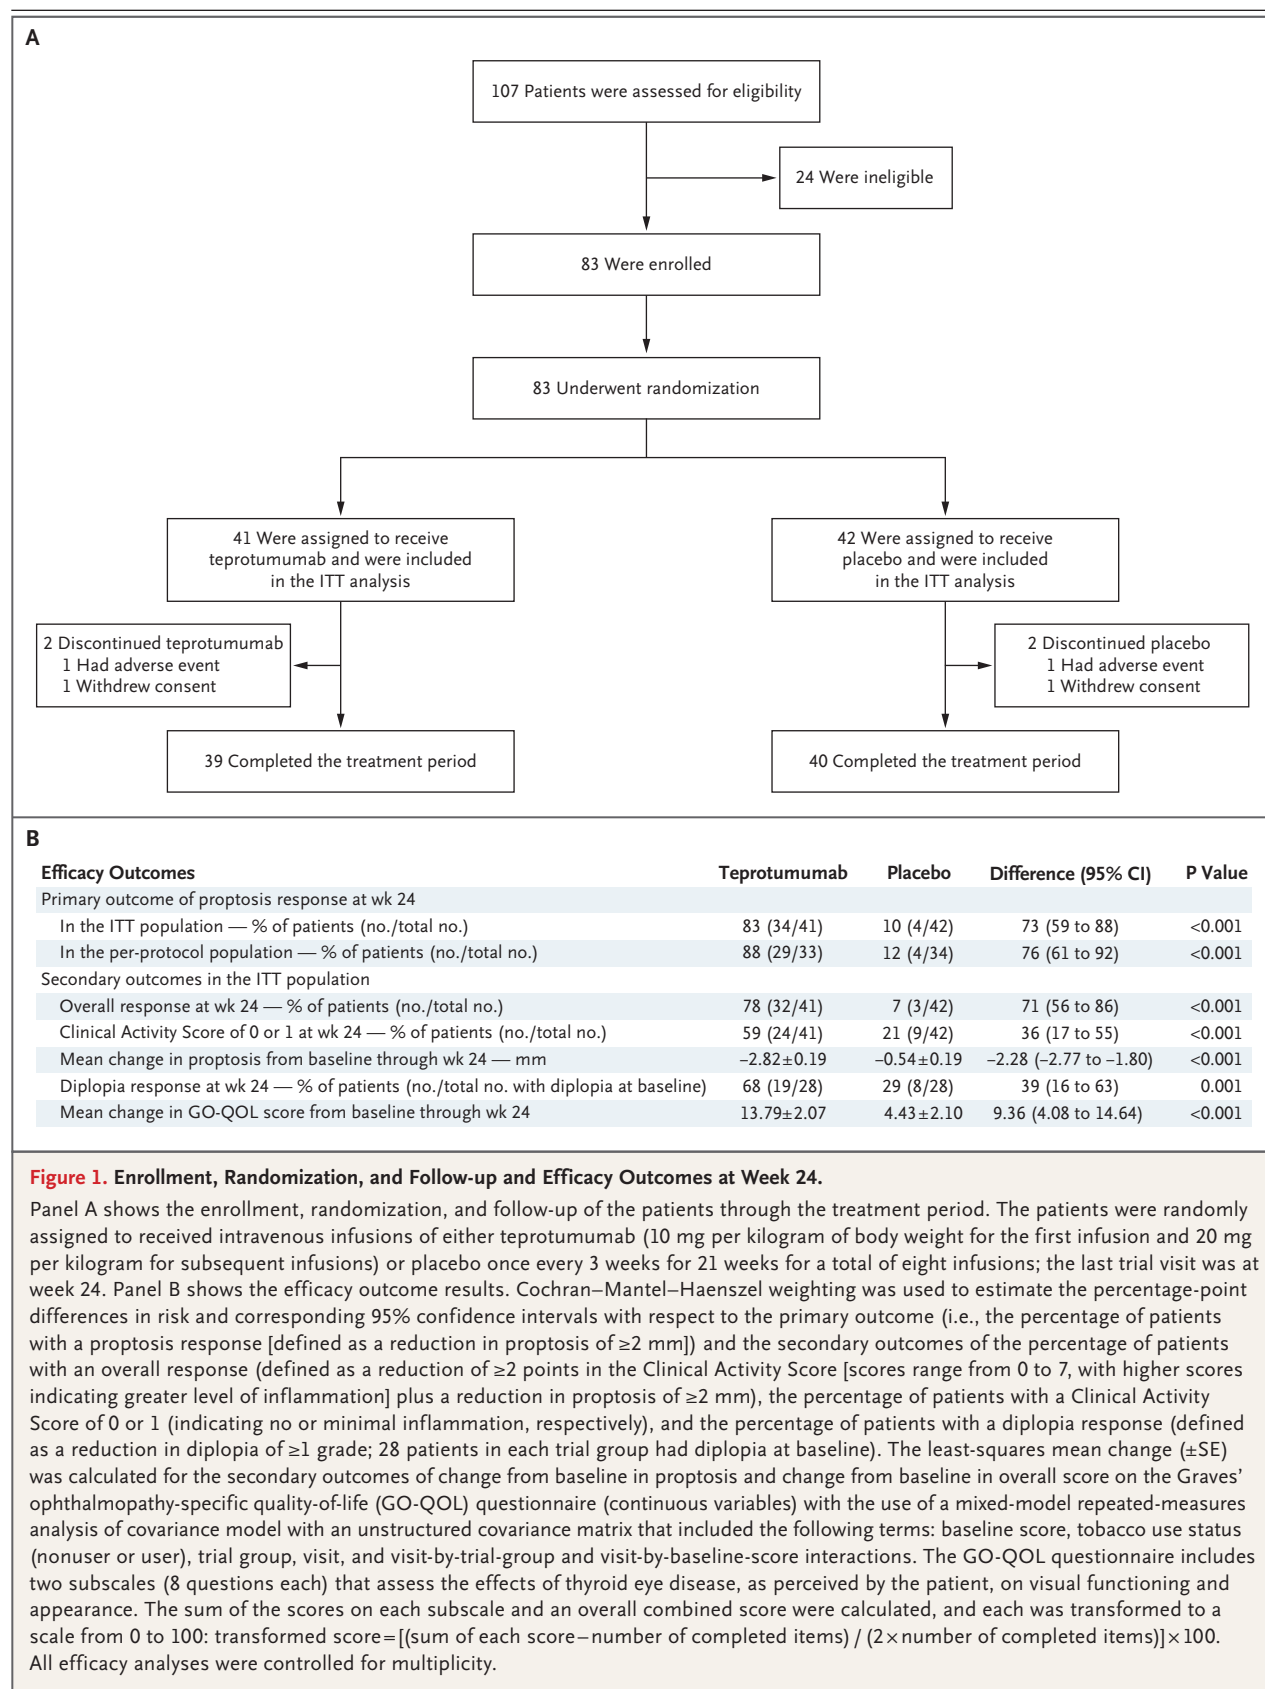 A
107 Patients were assessed for eligibility
24 Were ineligible
83 Were enrolled
83 Underwent randomization
41 Were assigned to receive
teprotumumab and were included
in the ITT analysis
42 Were assigned to receive
placebo and were included
in the ITT analysis
2 Discontinued teprotumumab
1 Had adverse event
1 Withdrew consent
2 Discontinued placebo
1 Had adverse event
1 Withdrew consent
39 Completed the treatment period
40 Completed the treatment period
B
Efficacy Outcomes Teprotumumab Placebo Difference (95% CI) P Value
Primary outcome of proptosis response at wk 24
In the ITT population — % of patients (no./total no.) 83 (34/41) 10 (4/42) 73 (59 to 88) <0.001
In the per-protocol population — % of patients (no./total no.) 88 (29/33) 12 (4/34) 76 (61 to 92) <0.001
Secondary outcomes in the ITT population
Overall response at wk 24 — % of patients (no./total no.) 78 (32/41) 7 (3/42) 71 (56 to 86) <0.001
Clinical Activity Score of 0 or 1 at wk 24 — % of patients (no./total no.) 59 (24/41) 21 (9/42) 36 (17 to 55) <0.001
Mean change in proptosis from baseline through wk 24 — mm −2.82±0.19 −0.54±0.19 −2.28 (−2.77 to −1.80) <0.001
Diplopia response at wk 24 — % of patients (no./total no. with diplopia at baseline) 68 (19/28) 29 (8/28) 39 (16 to 63) 0.001
Mean change in GO-QOL score from baseline through wk 24 13.79±2.07 4.43±2.10 9.36 (4.08 to 14.64) <0.001
Figure 1. Enrollment, Randomization, and Follow-up and Efficacy Outcomes at Week 24.
Panel A shows the enrollment, randomization, and follow-up of the patients through the treatment period. The patients were randomly
assigned to received intravenous infusions of either teprotumumab (10 mg per kilogram of body weight for the first infusion and 20 mg
per kilogram for subsequent infusions) or placebo once every 3 weeks for 21 weeks for a total of eight infusions; the last trial visit was at
week 24. Panel B shows the efficacy outcome results. Cochran–Mantel–Haenszel weighting was used to estimate the percentage-point
differences in risk and corresponding 95% confidence intervals with respect to the primary outcome (i.e., the percentage of patients
with a proptosis response [defined as a reduction in proptosis of ≥2 mm]) and the secondary outcomes of the percentage of patients
with an overall response (defined as a reduction of ≥2 points in the Clinical Activity Score [scores range from 0 to 7, with higher scores
indicating greater level of inflammation] plus a reduction in proptosis of ≥2 mm), the percentage of patients with a Clinical Activity
Score of 0 or 1 (indicating no or minimal inflammation, respectively), and the percentage of patients with a diplopia response (defined
as a reduction in diplopia of ≥1 grade; 28 patients in each trial group had diplopia at baseline). The least-squares mean change (±SE)
was calculated for the secondary outcomes of change from baseline in proptosis and change from baseline in overall score on the Graves’
ophthalmopathy-specific quality-of-life (GO-QOL) questionnaire (continuous variables) with the use of a mixed-model repeated-measures
analysis of covariance model with an unstructured covariance matrix that included the following terms: baseline score, tobacco use status
(nonuser or user), trial group, visit, and visit-by-trial-group and visit-by-baseline-score interactions. The GO-QOL questionnaire includes
two subscales (8 questions each) that assess the effects of thyroid eye disease, as perceived by the patient, on visual functioning and
appearance. The sum of the scores on each subscale and an overall combined score were calculated, and each was transformed to a
scale from 0 to 100: transformed score=[(sum of each score−number of completed items)/(2×number of completed items)]×100.
All efficacy analyses were controlled for multiplicity.